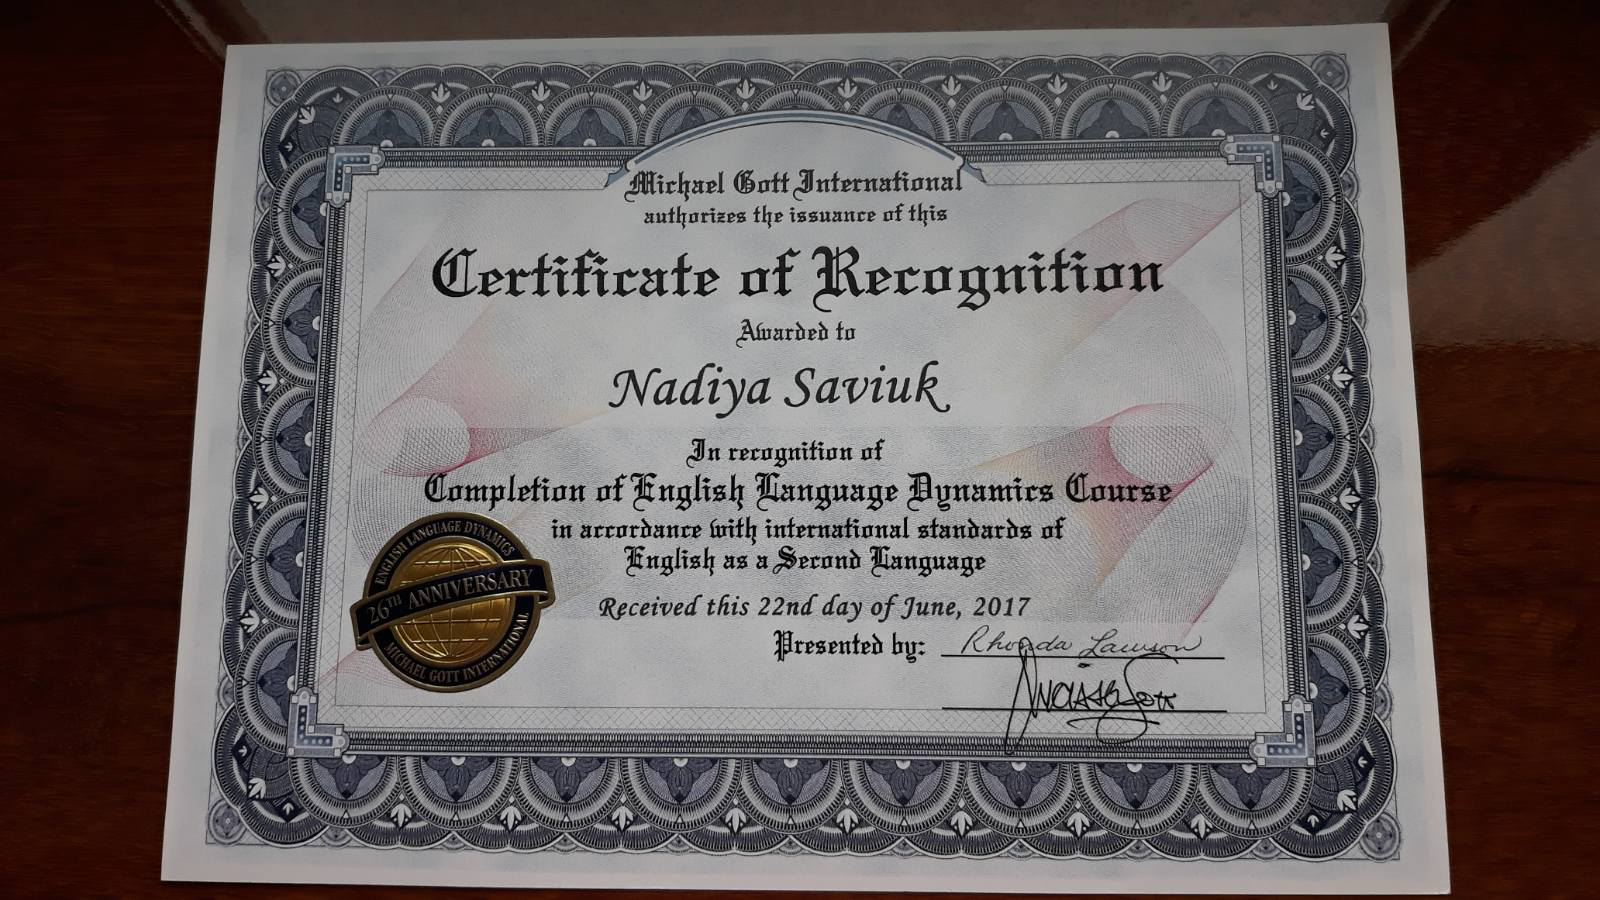 Michael Gott International
authorizes the issuance of this
Certificate of Recognition
Awarded to
Nadiya Saviuk
In recognition of
Completion of English Language Dynamics Course
in accordance with international standards of
English as a Second Language
Received this 22nd day of June, 2017
Presented by: Rhonda Lawson
ENGLISH LANGUAGE DYNAMICS
26TH ANNIVERSARY
MICHAEL GOTT INTERNATIONAL